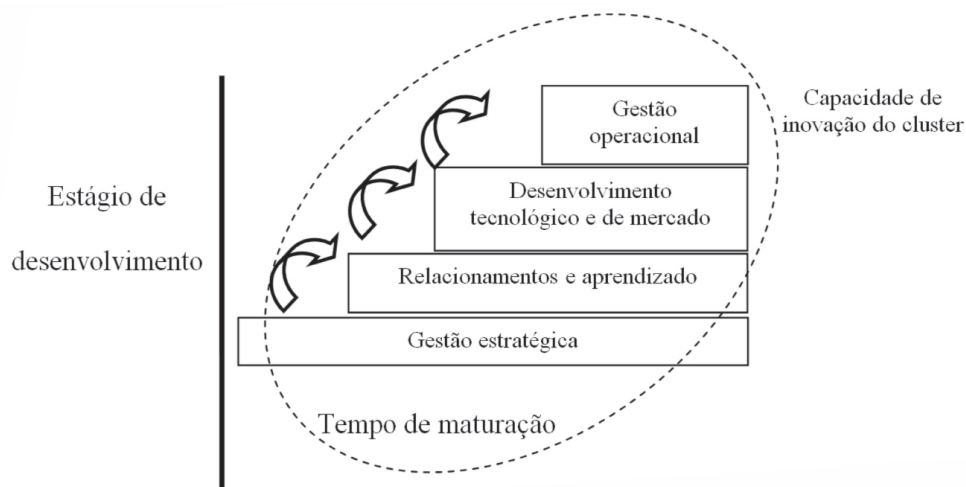 Gestão
operacional
Capacidade de
inovação do cluster
Estágio de
desenvolvimento
Desenvolvimento
tecnológico e de mercado
Relacionamentos e aprendizado
Gestão estratégica
Tempo de maturação